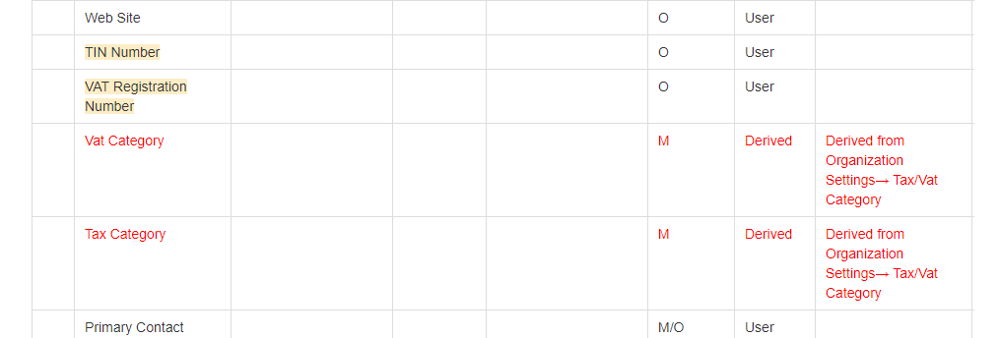 Web Site O User
TIN Number O User
VAT Registration O User
Number
Vat Category M Derived Derived from
Organization
Settings→ Tax/Vat
Category
Tax Category M Derived Derived from
Organization
Settings→ Tax/Vat
Category
Primary Contact M/O User